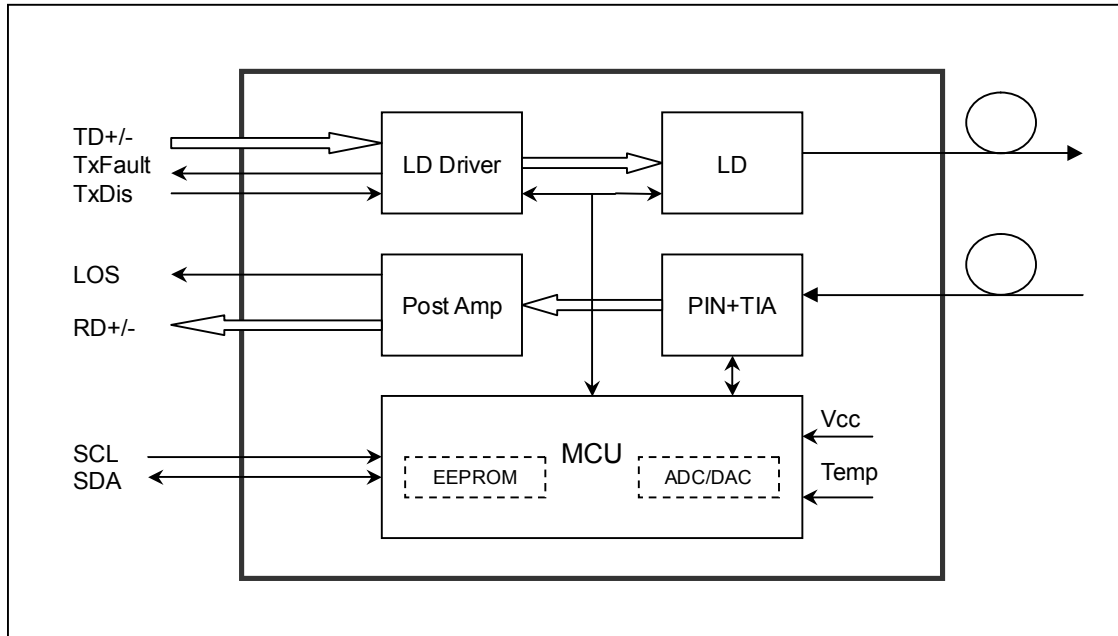 TD+/-
TxFault
TxDis
LD Driver
LD
LOS
RD+/-
Post Amp
PIN+TIA
SCL
SDA
MCU
EEPROM
ADC/DAC
Vcc
Temp